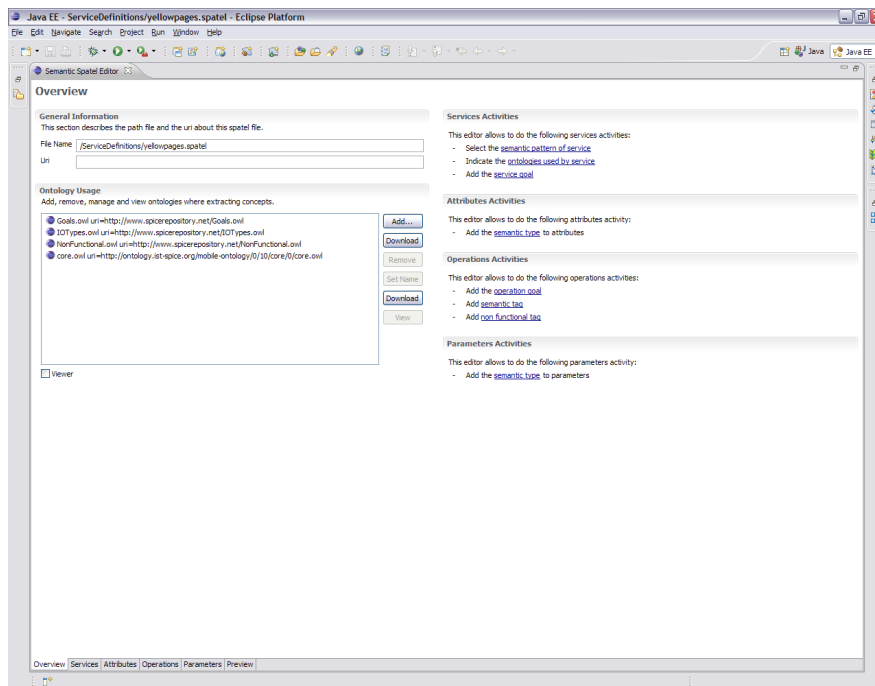 Java EE - ServiceDefinitions/yellowpages.spatel - Eclipse Platform
File Edit Navigate Search Project Run Window Help
Java
Java EE
Semantic Spatel Editor
Overview
General Information
This section describes the path file and the uri about this spatel file.
File Name /ServiceDefinitions/yellowpages.spatel
Uri
Ontology Usage
Add, remove, manage and view ontologies where extracting concepts.
Goals.owl uri=http://www.spicerepository.net/Goals.owl
IOTypes.owl uri=http://www.spicerepository.net/IOTypes.owl
NonFunctional.owl uri=http://www.spicerepository.net/NonFunctional.owl
core.owl uri=http://ontology.ist-spice.org/mobile-ontology/0/10/core/0/core.owl
Add...
Download
Remove
Set Name
Download
View
Viewer
Services Activities
This editor allows to do the following services activities:
- Select the semantic pattern of service
- Indicate the ontologies used by service
- Add the service goal
Attributes Activities
This editor allows to do the following attributes activity:
- Add the semantic type to attributes
Operations Activities
This editor allows to do the following operations activities:
- Add the operation goal
- Add semantic tag
- Add non functional tag
Parameters Activities
This editor allows to do the following parameters activity:
- Add the semantic type to parameters
Overview Services Attributes Operations Parameters Preview